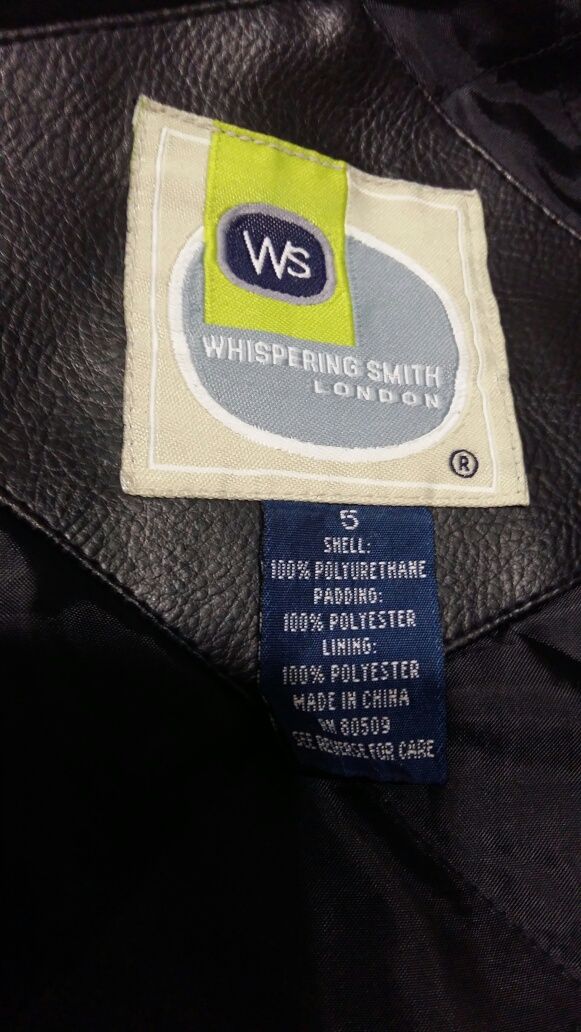 WS
WHISPERING SMITH
LONDON
®
5
SHELL:
100% POLYURETHANE
PADDING:
100% POLYESTER
LINING:
100% POLYESTER
MADE IN CHINA
RN 80509
SEE REVERSE FOR CARE